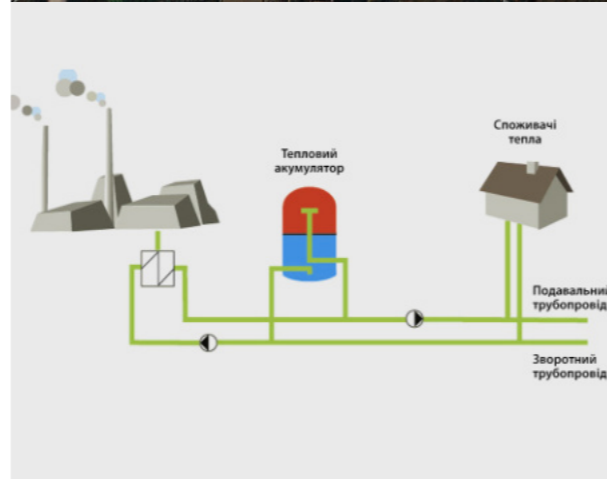 Споживачі
тепла
Тепловий
акумулятор
Подавальний
трубопровід
Зворотний
трубопровід